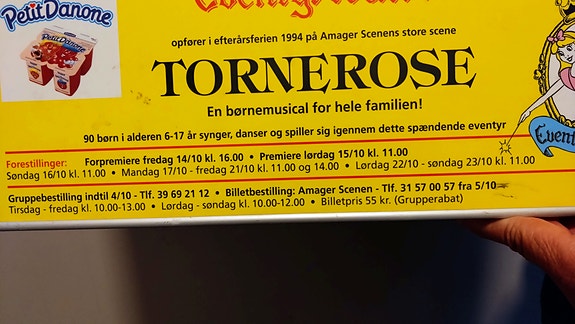 PetitDanone
PetitDanone
opfører i efterårsferien 1994 på Amager Scenens store scene
TORNEROSE
En børnemusical for hele familien!
90 børn i alderen 6-17 år synger, danser og spiller sig igennem dette spændende eventyr
Forestillinger: Forpremiere fredag 14/10 kl. 16.00 • Premiere lørdag 15/10 kl. 11.00
Søndag 16/10 kl. 11.00 • Mandag 17/10 - fredag 21/10 kl. 11.00 og 14.00 • Lørdag 22/10 - søndag 23/10 kl. 11.00
Gruppebestilling indtil 4/10 - Tlf. 39 69 21 12 • Billetbestilling: Amager Scenen - Tlf. 31 57 00 57 fra 5/10
Tirsdag - fredag kl. 10.00-13.00 • Lørdag - søndag kl. 10.00-12.00 • Billetpris 55 kr. (Grupperabat)